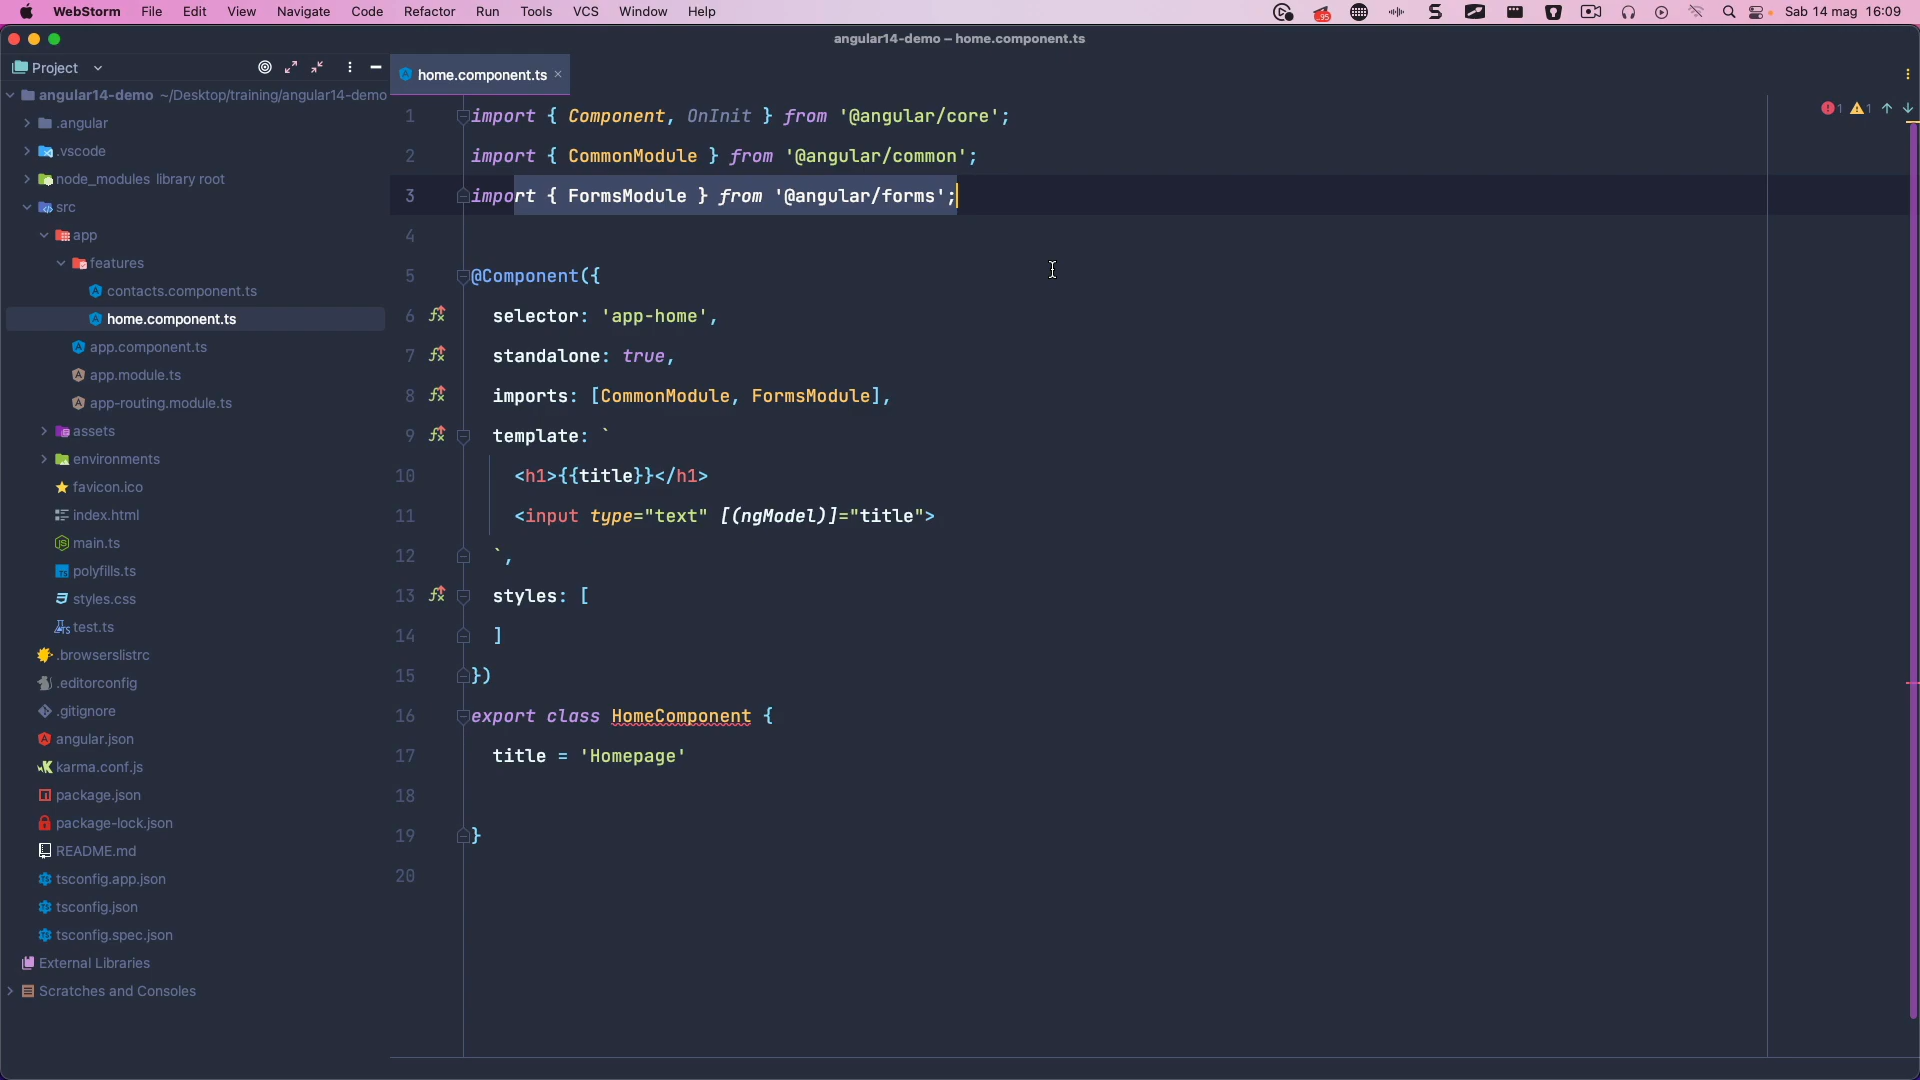 WebStorm File Edit View Navigate Code Refactor Run Tools VCS Window Help .95 Sab 14 mag 16:09
angular14-demo – home.component.ts
Project
home.component.ts
angular14-demo ~/Desktop/training/angular14-demo
.angular
.vscode
node_modules library root
src
app
features
contacts.component.ts
home.component.ts
app.component.ts
app.module.ts
app-routing.module.ts
assets
environments
favicon.ico
index.html
main.ts
polyfills.ts
styles.css
test.ts
.browserslistrc
.editorconfig
.gitignore
angular.json
karma.conf.js
package.json
package-lock.json
README.md
tsconfig.app.json
tsconfig.json
tsconfig.spec.json
External Libraries
Scratches and Consoles
1 import { Component, OnInit } from '@angular/core';
1 1
2 import { CommonModule } from '@angular/common';
3 import { FormsModule } from '@angular/forms';
4
5 @Component({
6 selector: 'app-home',
7 standalone: true,
8 imports: [CommonModule, FormsModule],
9 template: `
10 <h1>{{title}}</h1>
11 <input type="text" [(ngModel)]="title">
12 `,
13 styles: [
14 ]
15 })
16 export class HomeComponent {
17 title = 'Homepage'
18
19 }
20